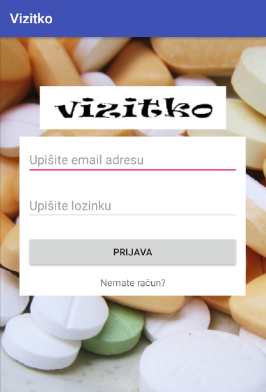 Vizitko
vizitko
Upišite email adresu
Upišite lozinku
PRIJAVA
Nemate račun?